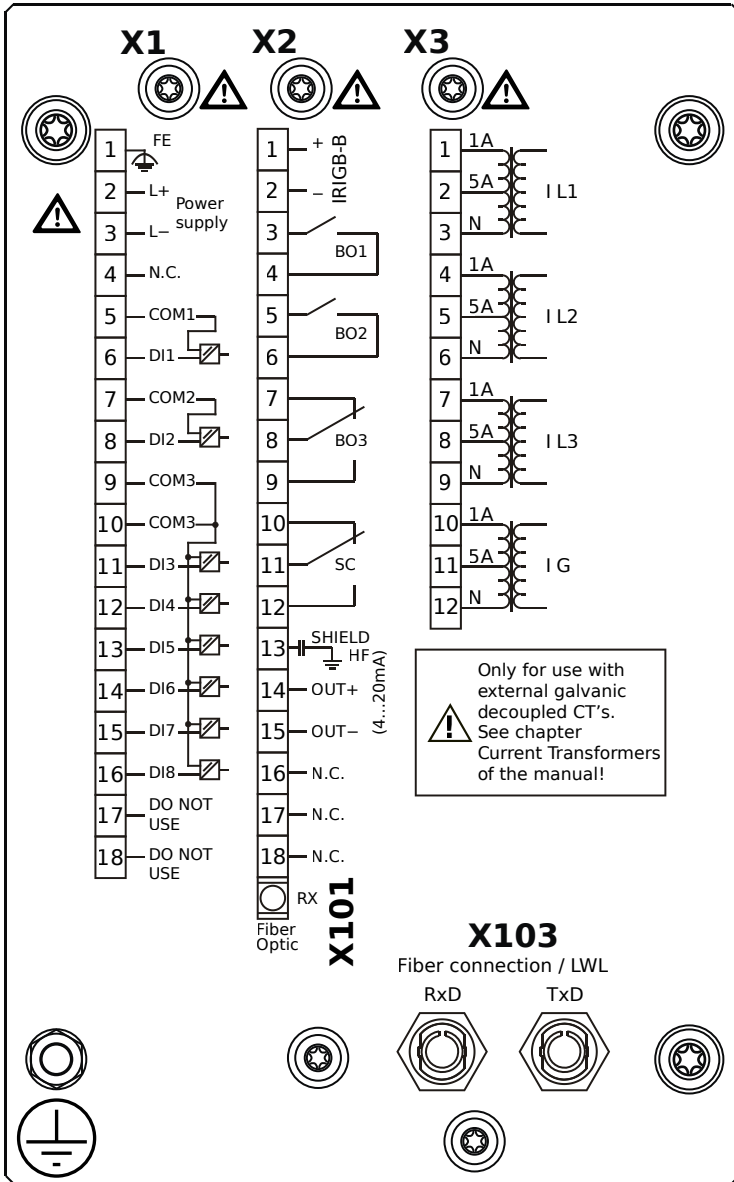 X1
X2
X3
1
FE
2
L+
Power
supply
3
L−
4
N.C.
5
COM1
6
DI1
7
COM2
8
DI2
9
COM3
10
COM3
11
DI3
12
DI4
13
DI5
14
DI6
15
DI7
16
DI8
17
DO NOT
USE
18
DO NOT
USE
1
+
2
−
IRIGB-B
3
BO1
4
5
BO2
6
7
8
BO3
9
10
11
SC
12
13
SHIELD
HF
14
OUT+
15
OUT−
(4...20mA)
16
N.C.
17
N.C.
18
N.C.
RX
Fiber
Optic
X101
1
1A
2
5A
I L1
3
N
4
1A
5
5A
I L2
6
N
7
1A
8
5A
I L3
9
N
10
1A
11
5A
I G
12
N
Only for use with
external galvanic
decoupled CT's.
See chapter
Current Transformers
of the manual!
X103
Fiber connection / LWL
RxD
TxD